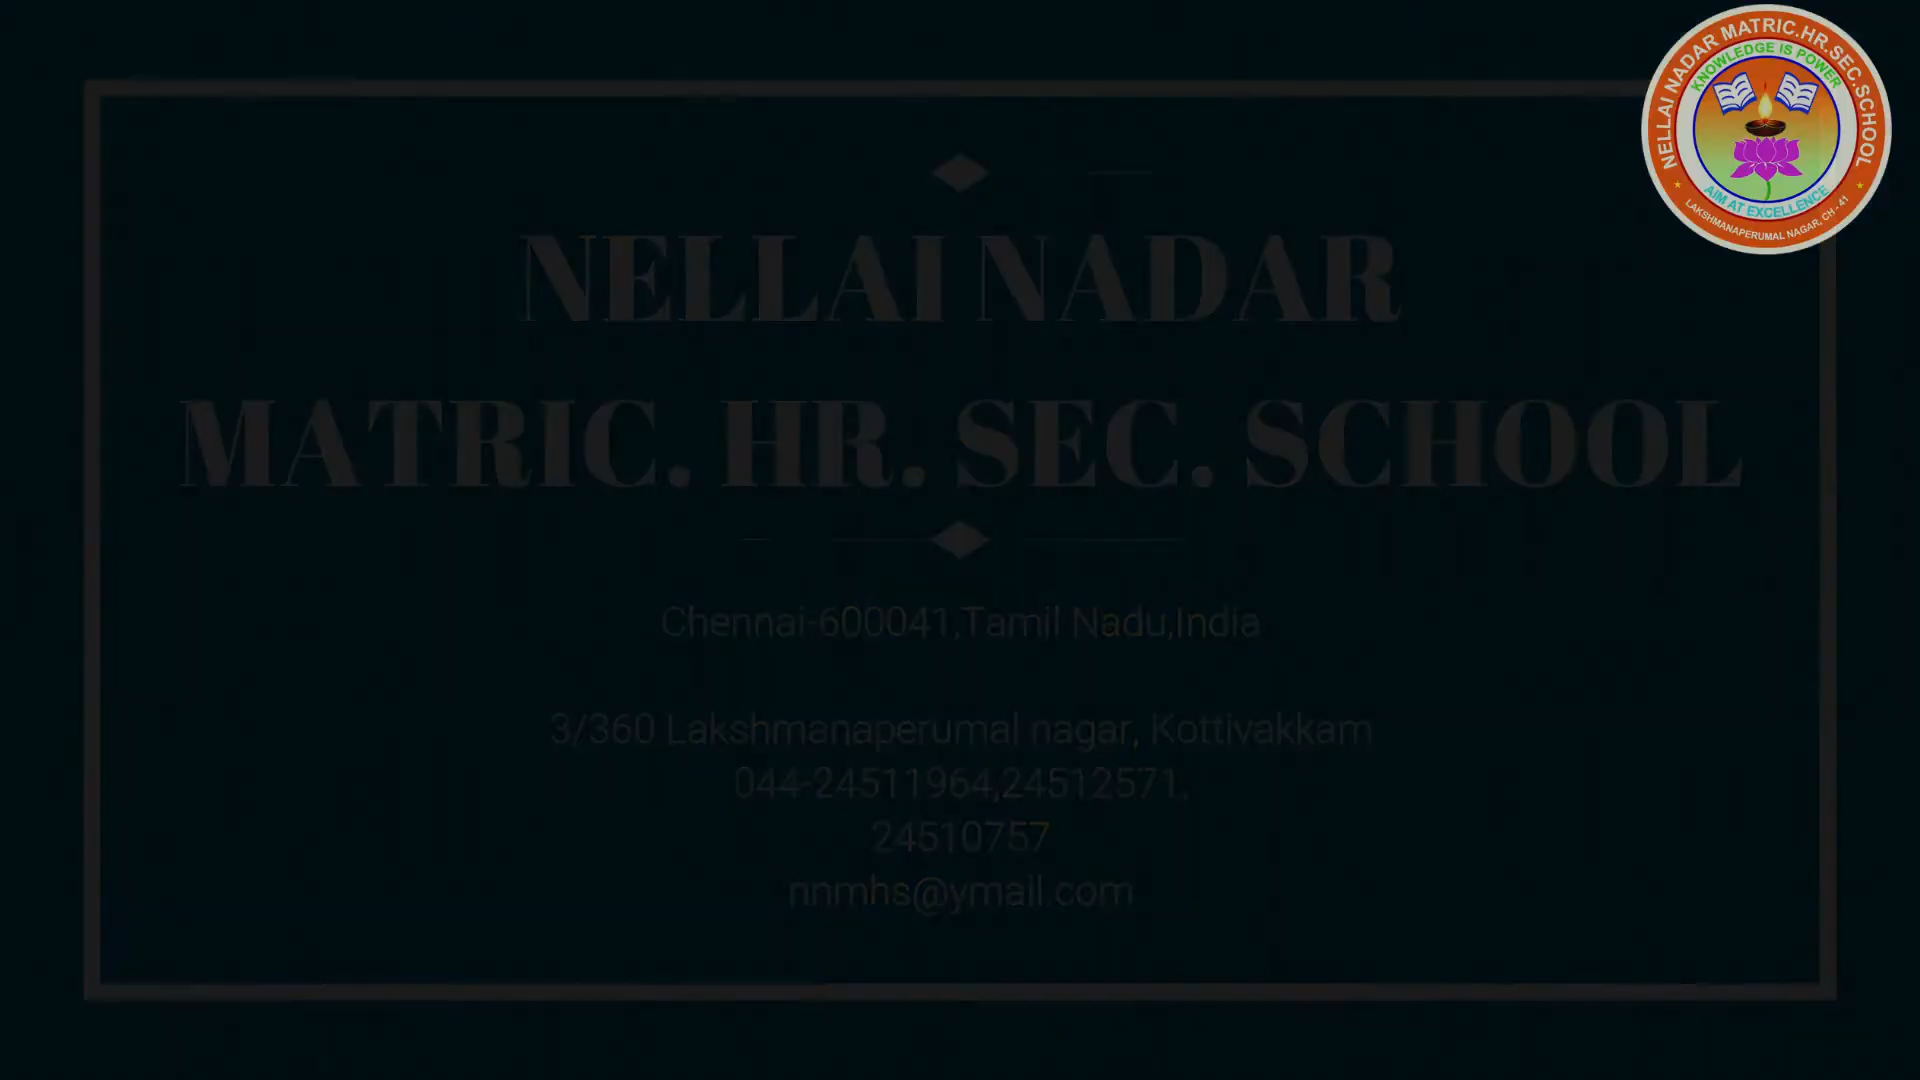 NELLAI NADAR MATRIC.HR.SEC.SCHOOL
KNOWLEDGE IS POWER
AIM AT EXCELLENCE
LAKSHMANAPERUMAL NAGAR, CH - 41
NELLAI NADAR
MATRIC. HR. SEC. SCHOOL
Chennai-600041,Tamil Nadu,India
3/360 Lakshmanaperumal nagar, Kottivakkam
044-24511964,24512571,
24510757
nnmhs@ymail.com